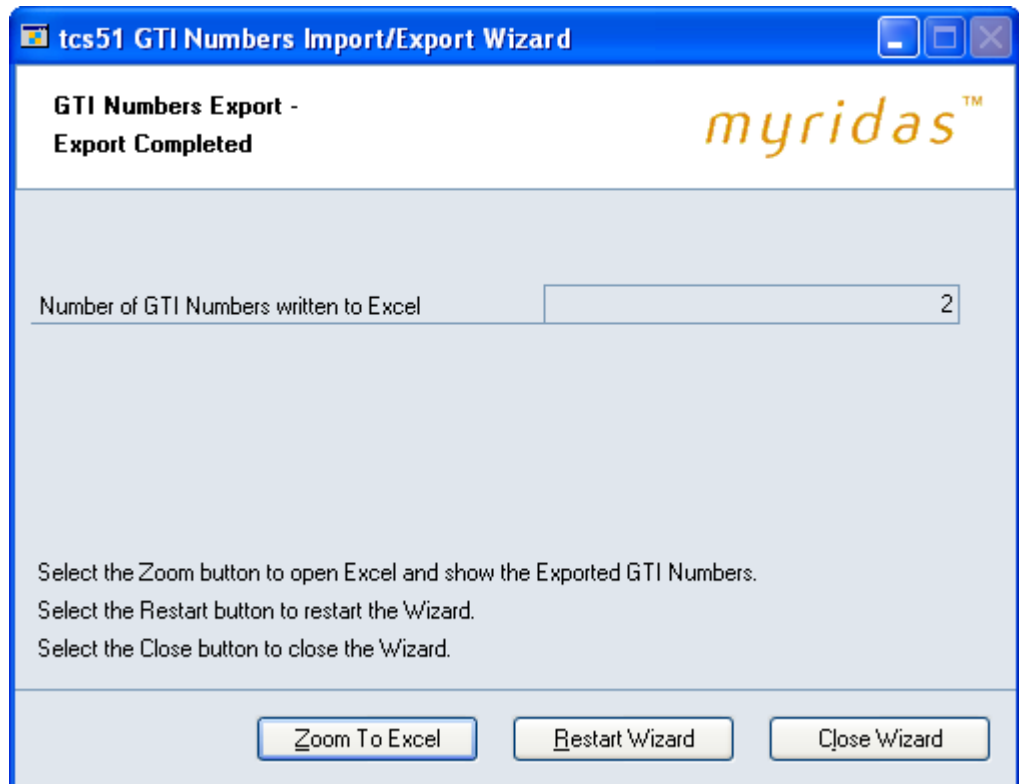 tcs51 GTI Numbers Import/Export Wizard
GTI Numbers Export -
Export Completed
myridas™
Number of GTI Numbers written to Excel 2
Select the Zoom button to open Excel and show the Exported GTI Numbers.
Select the Restart button to restart the Wizard.
Select the Close button to close the Wizard.
Zoom To Excel Restart Wizard Close Wizard